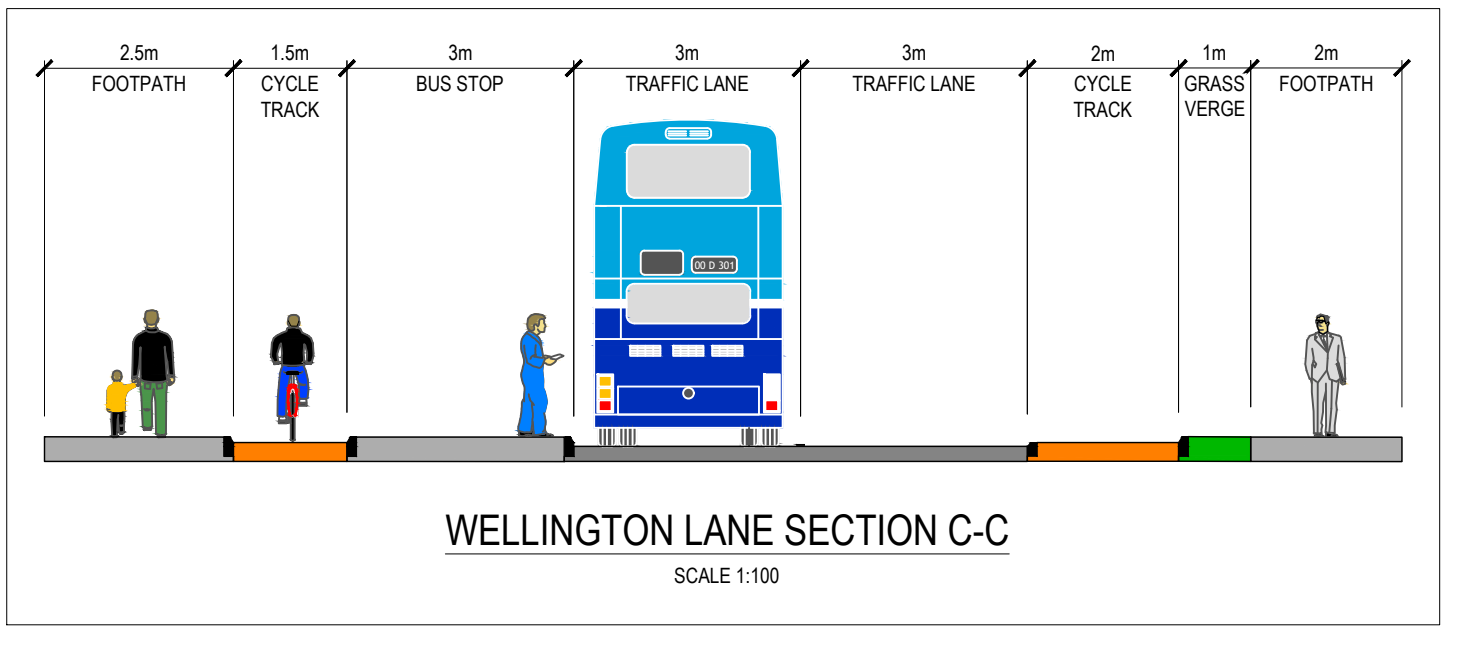 2.5m 1.5m 3m 3m 3m 2m 1m 2m
FOOTPATH CYCLE BUS STOP TRAFFIC LANE TRAFFIC LANE CYCLE GRASS FOOTPATH
TRACK TRACK VERGE
00 D 301
WELLINGTON LANE SECTION C-C
SCALE 1:100